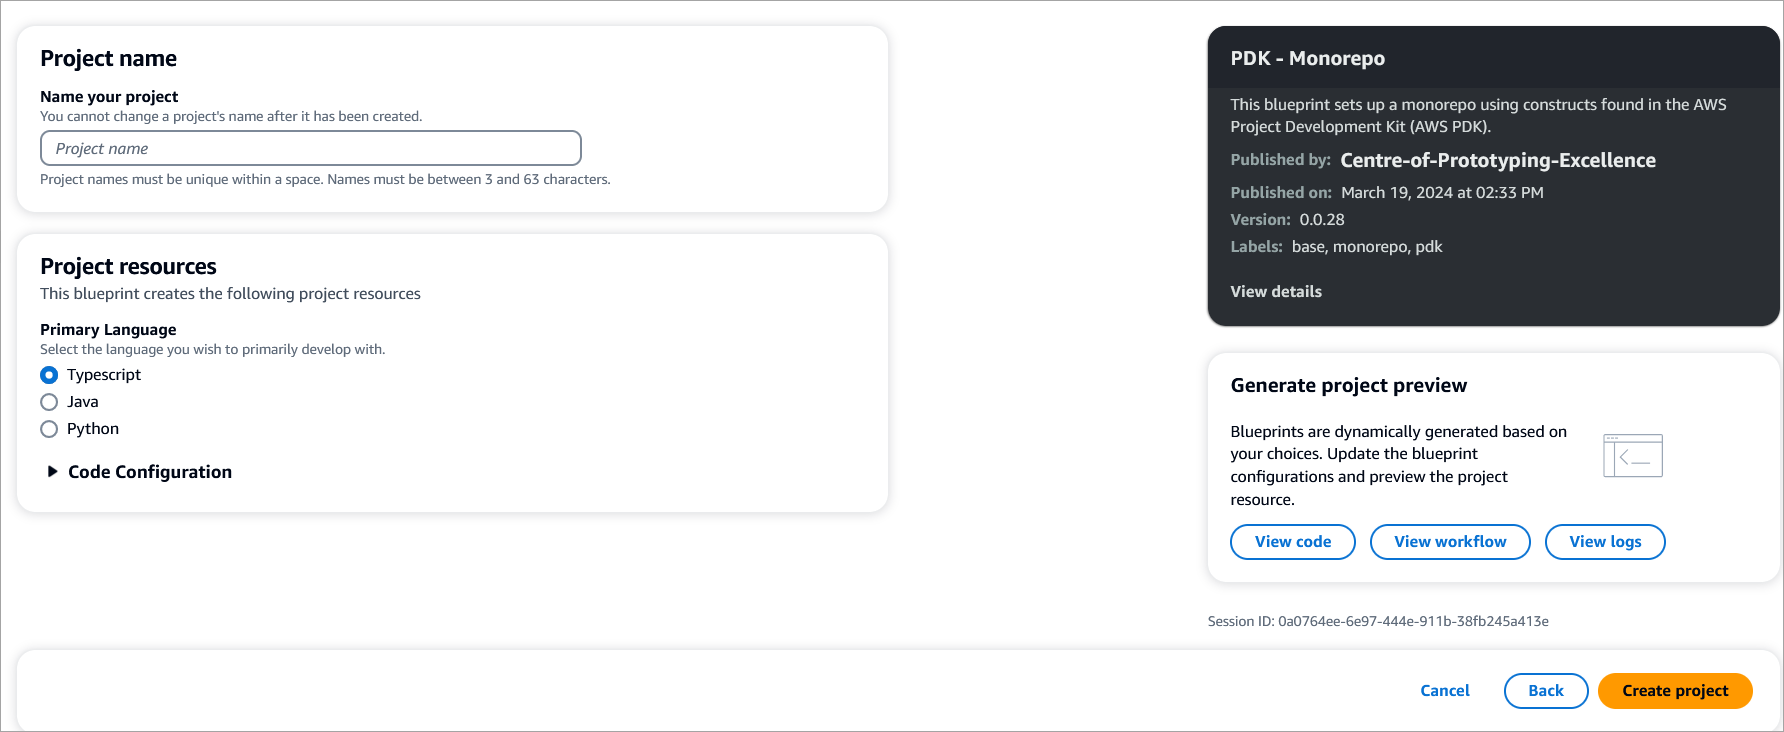 Project name
Name your project
You cannot change a project's name after it has been created.
Project name
Project names must be unique within a space. Names must be between 3 and 63 characters.
Project resources
This blueprint creates the following project resources
Primary Language
Select the language you wish to primarily develop with.
Typescript
Java
Python
Code Configuration
PDK - Monorepo
This blueprint sets up a monorepo using constructs found in the AWS
Project Development Kit (AWS PDK).
Published by: Centre-of-Prototyping-Excellence
Published on: March 19, 2024 at 02:33 PM
Version: 0.0.28
Labels: base, monorepo, pdk
View details
Generate project preview
Blueprints are dynamically generated based on
your choices. Update the blueprint
configurations and preview the project
resource.
View code View workflow View logs
Session ID: 0a0764ee-6e97-444e-911b-38fb245a413e
Cancel Back Create project